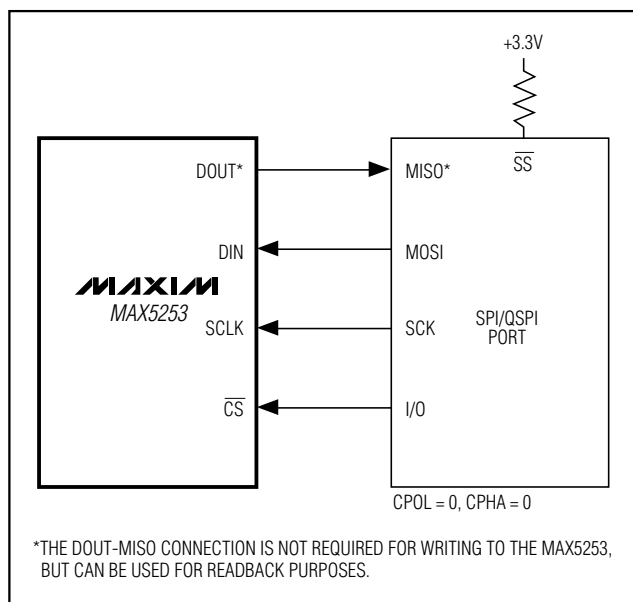 +3.3V
SS
DOUT*
MISO*
DIN
MOSI
MAXIM
MAX5253
SCLK
SCK
SPI/QSPI
PORT
CS
I/O
CPOL = 0, CPHA = 0
*THE DOUT-MISO CONNECTION IS NOT REQUIRED FOR WRITING TO THE MAX5253,
BUT CAN BE USED FOR READBACK PURPOSES.